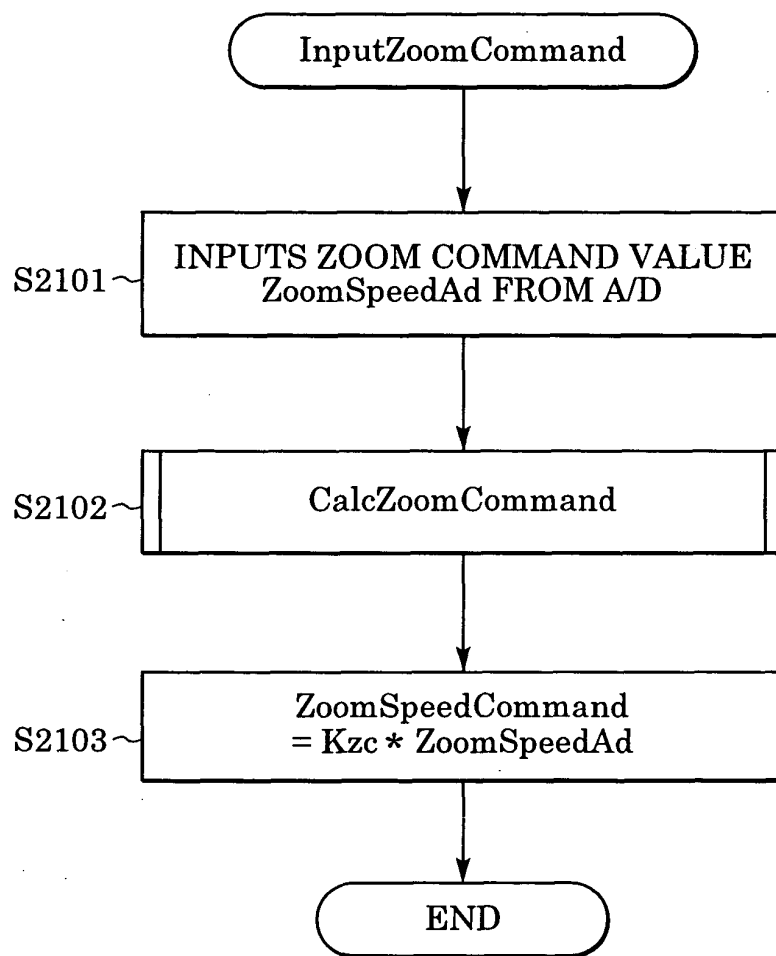 InputZoomCommand
S2101
INPUTS ZOOM COMMAND VALUE
ZoomSpeedAd FROM A/D
S2102
CalcZoomCommand
S2103
ZoomSpeedCommand
= Kzc * ZoomSpeedAd
END